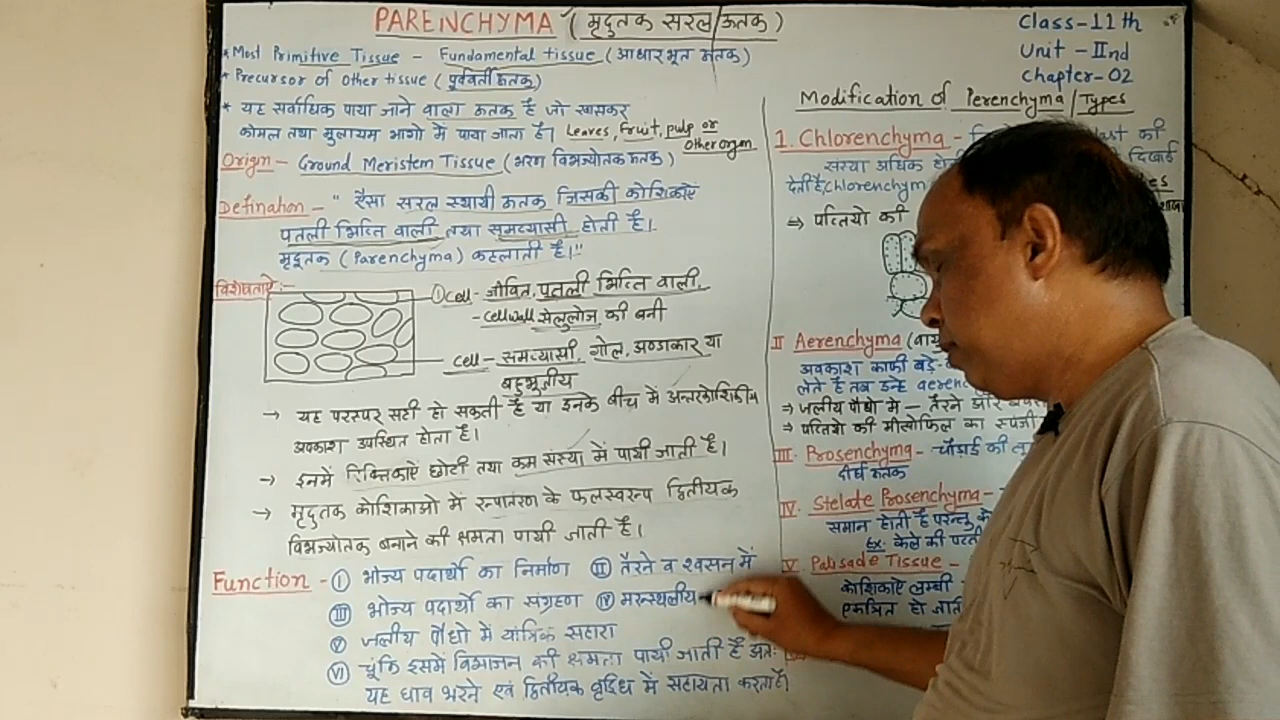 PARENCHYMA (मृदुतक सरल ऊतक)
Class-11th
Unit - IInd
Chapter-02
* Most Primitive Tissue - Fundamental tissue (आधारभूत ऊतक)
* Precursor of other tissue (पूर्ववर्ती ऊतक)
* यह सर्वाधिक पाया जाने वाला ऊतक है जो खासकर
कोमल तथा मुलायम भागो में पाया जाता है। Leaves, Fruit, pulp or
other organ
Origin - Ground Meristem Tissue (भरण विभज्योतक ऊतक)
Defination - " ऐसा सरल स्थायी ऊतक जिसकी कोशिकाऐं
पतली भित्ति वाली तथा समव्यासी होती है।
मृदूतक (Parenchyma) कहलाती है।"
विशेषताऐं :-
① Cell - जीवित, पतली भित्ति वाली,
- Cellwall सेलुलोज की बनी
Cell - समव्यासी, गोल, अण्डाकार या
बहुभूतीय
→ यह परस्पर सटी हो सकती है या इनके बीच में अन्तरकोशिकीय
अवकाश उपस्थित होता है।
→ इनमें रिक्तिकाऐं छोटी तथा कम संख्या में पायी जाती है।
→ मृदुतक कोशिकाओ में रूपांतरण के फलस्वरूप द्वितीयक
विभज्योतक बनाने की क्षमता पायी जाती है।
Function - Ⓘ भोज्य पदार्थो का निर्माण Ⅱ तैरने व श्वसन में
Ⅲ भोज्य पदार्थो का संग्रहण Ⅳ मरुस्थलीय
Ⅴ जलीय पौधो में यांत्रिक सहारा
Ⅵ चूंकि इसमें विभाजन की क्षमता पायी जाती है अतः
यह घाव भरने एवं द्वितीयक वृद्धि में सहायता करता है।
Modification of Perenchyma / Types
1. Chlorenchyma - की
संख्या अधिक दिखाई
देती है, Chlorenchym
⇒ पत्तियो की
II Aerenchyma
अवकाश काफी बड़े-
लेते है तब इन्हे aeren
⇒ जलीय पौधो में - तैरने और
⇒ पत्तियो की मीसोफिल का स्पंजी
III. Prosenchyma - चौड़ाई की
दीर्घ ऊतक
IV. Stelate Prosenchyma -
समान होती है परन्तु
Ex. केले की पत्ती
V. Palisade Tissue -
कोशिकाऐ लम्बी
एकत्रित हो जाती